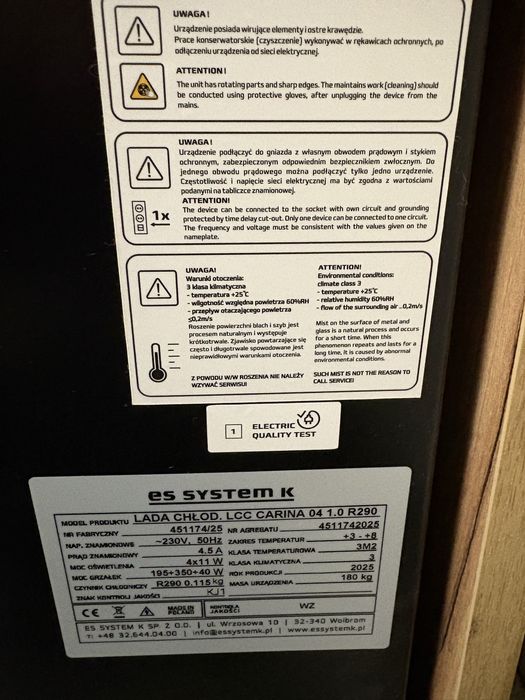 UWAGA!
Urządzenie posiada wirujące elementy i ostre krawędzie.
Prace konserwatorskie [czyszczenie] wykonywać w rękawicach ochronnych, po
odłączeniu urządzenia od sieci elektrycznej.
ATTENTION!
The unit has rotating parts and sharp edges. The maintains work [cleaning] should
be conducted using protective gloves, after unplugging the device from the
mains.
UWAGA!
Urządzenie podłączyć do gniazda z własnym obwodem prądowym i stykiem
ochronnym, zabezpieczonym odpowiednim bezpiecznikiem zwłocznym. Do
jednego obwodu prądowego można podłączyć tylko jedno urządzenie.
Częstotliwość i napięcie sieci elektrycznej ma być zgodna z wartościami
podanymi na tabliczce znamionowej.
ATTENTION!
1x
The device can be connected to the socket with own circuit and grounding
protected by time delay cut-out. Only one device can be connected to one circuit.
The frequency and voltage must be consistent with the values given on the
nameplate.
UWAGA!
Warunki otoczenia:
3 klasa klimatyczna
- temperatura +25°C
- wilgotność względna powietrza 60%RH
- przepływ otaczającego powietrza
≤0,2m/s
Roszenie powierzchni blach i szyb jest
procesem naturalnym i występuje
krótkotrwale. Zjawisko powtarzające się
często i długotrwale spowodowane jest
nieprawidłowymi warunkami otoczenia.
Z POWODU W/W ROSZENIA NIE NALEŻY
WZYWAĆ SERWISU!
ATTENTION!
Environmental conditions:
climate class 3
- temperature +25°C
- relative humidity 60%RH
- flow of the surrounding air ≤0,2m/s
Mist on the surface of metal and
glass is a natural process and occurs
for a short time. When this
phenomenon repeats and lasts for a
long time, it is caused by abnormal
environmental conditions.
SUCH MIST IS NOT THE REASON TO
CALL SERVICE!
1 ELECTRIC
QUALITY TEST
ES SYSTEM K
MODEL PRODUKTU LADA CHŁOD. LCC CARINA 04 1.0 R290
NR FABRYCZNY 451174/25 NR AGREGATU 4511742025
NAP. ZNAMIONOWE ~230V, 50Hz ZAKRES TEMPERATUR +3 - +8
PRĄD ZNAMIONOWY 4.5 A KLASA TEMPERATUROWA 3M2
MOC OŚWIETLENIA 4x11 W KLASA KLIMATYCZNA 3
MOC GRZAŁEK 195+350+40 W ROK PRODUKCJI 2025
CZYNNIK CHŁODNICZY R290 0.115 kg MASA URZĄDZENIA 180 kg
ZNAK KONTROLI JAKOŚCI KJ1
CE MADE IN POLAND KONTROLA JAKOŚĆ WZ
ES SYSTEM K SP. Z O.O. | ul. Wrzosowa 10 | 32-340 Wolbrom
T: +48 32.644.04.00 | info@essystemk.pl | www.essystemk.pl